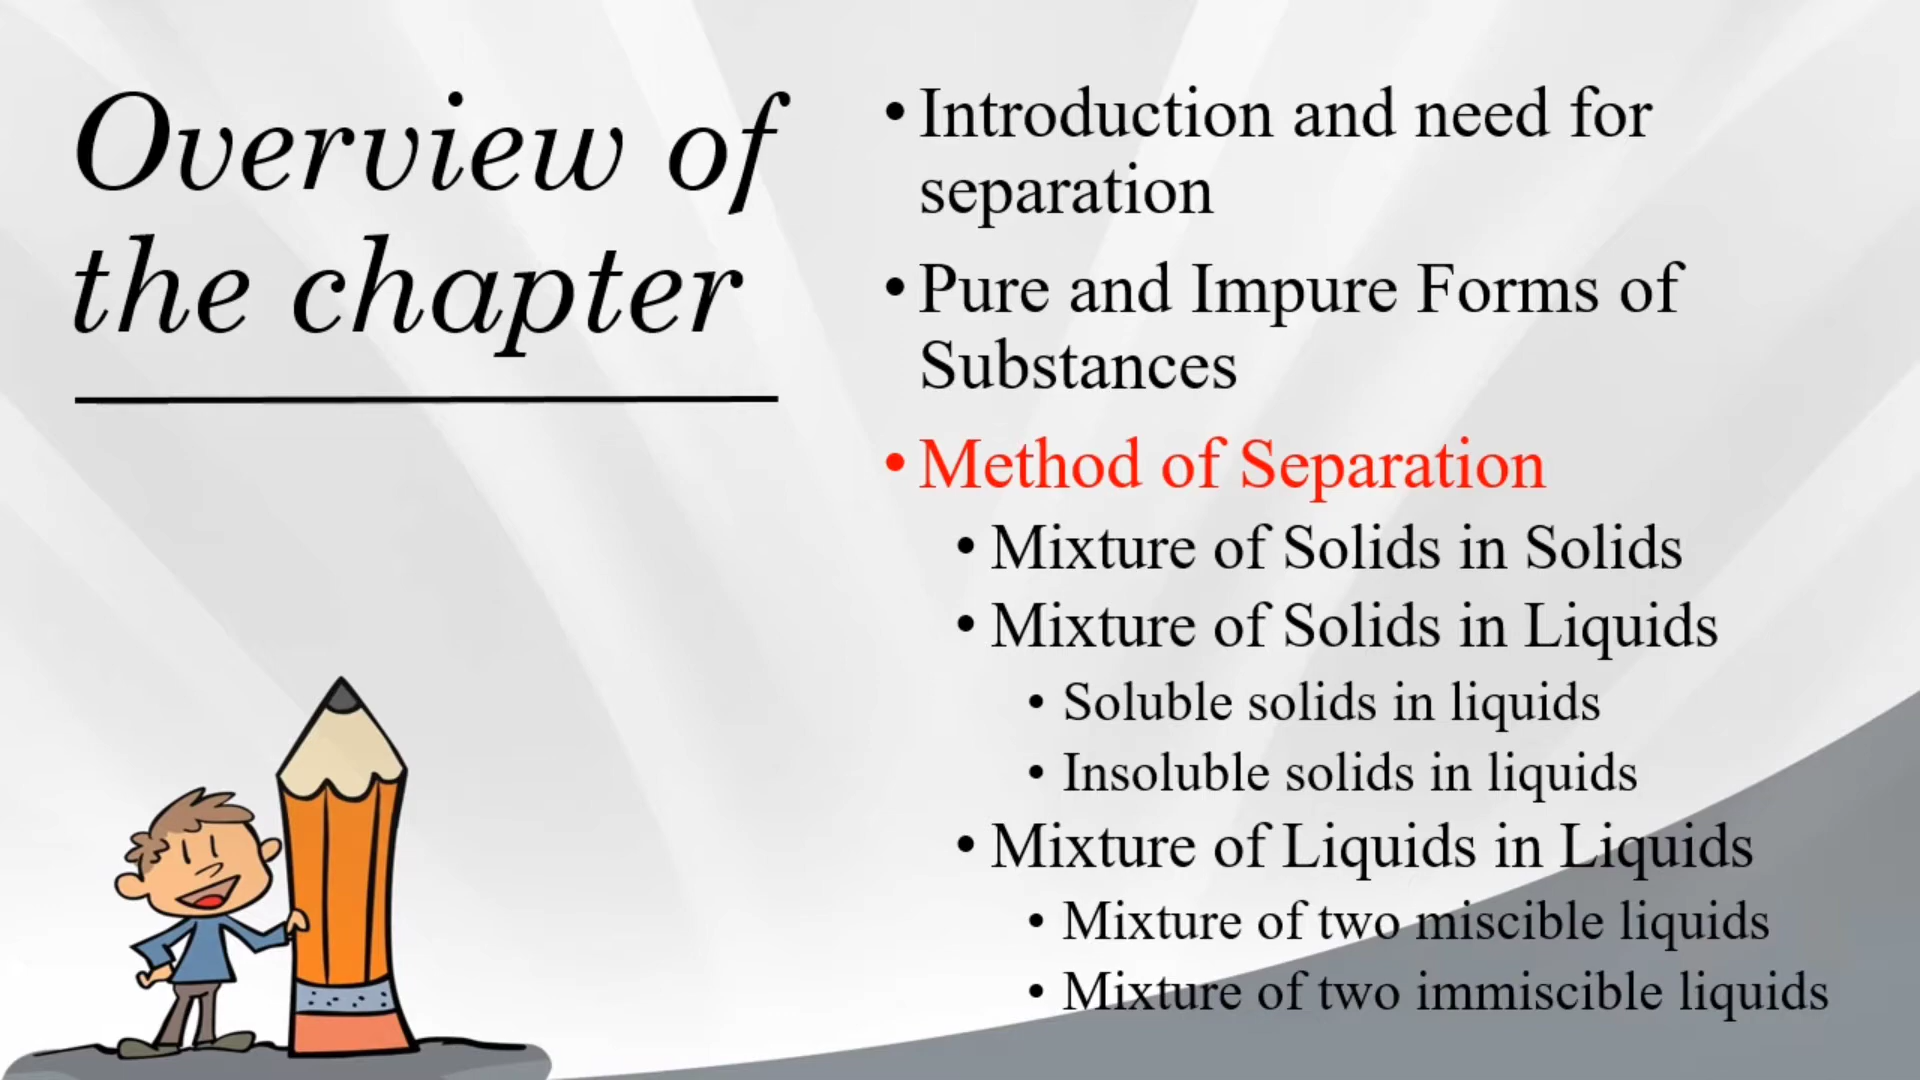 Overview of
the chapter
• Introduction and need for
separation
• Pure and Impure Forms of
Substances
• Method of Separation
• Mixture of Solids in Solids
• Mixture of Solids in Liquids
• Soluble solids in liquids
• Insoluble solids in liquids
• Mixture of Liquids in Liquids
• Mixture of two miscible liquids
• Mixture of two immiscible liquids